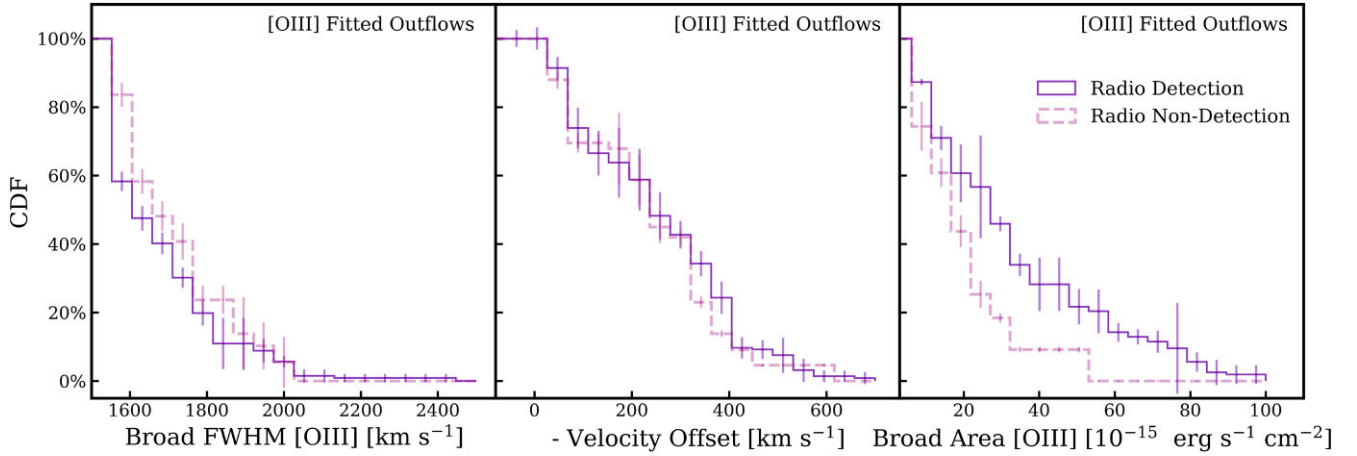 [OIII] Fitted Outflows
[OIII] Fitted Outflows
[OIII] Fitted Outflows
Radio Detection
Radio Non-Detection
CDF
100%
80%
60%
40%
20%
0%
1600 1800 2000 2200 2400
0 200 400 600
20 40 60 80 100
Broad FWHM [OIII] [km s⁻¹]
- Velocity Offset [km s⁻¹]
Broad Area [OIII] [10⁻¹⁵ erg s⁻¹ cm⁻²]